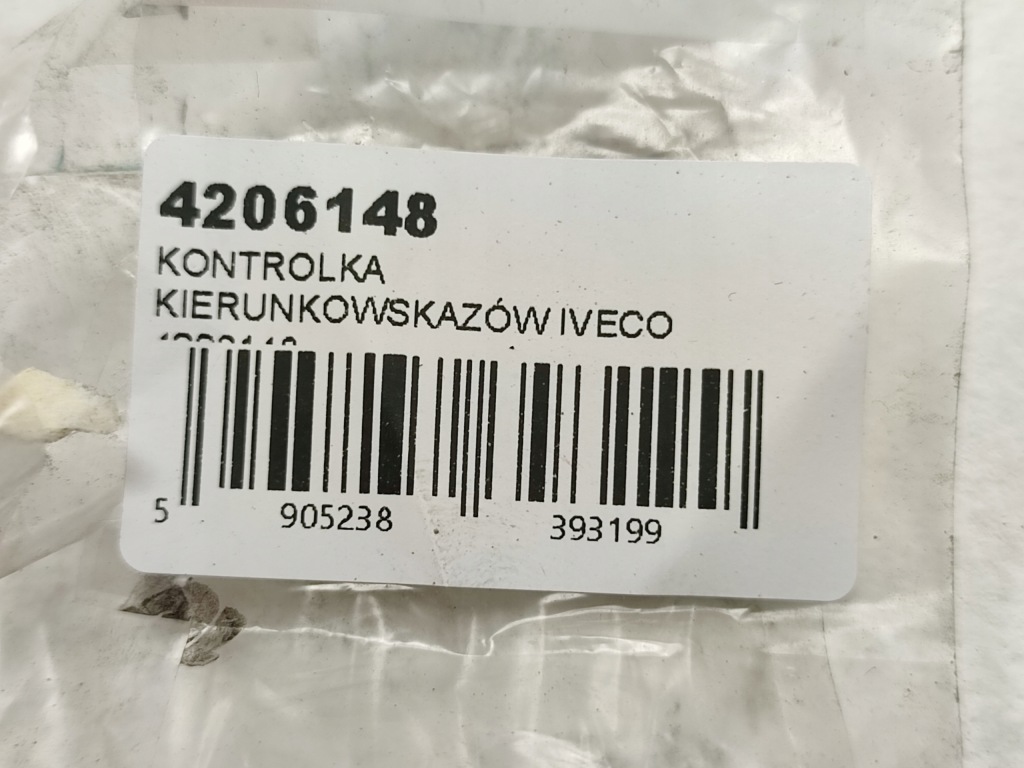 4206148
KONTROLKA
KIERUNKOWSKAZÓW IVECO
5 905238 393199